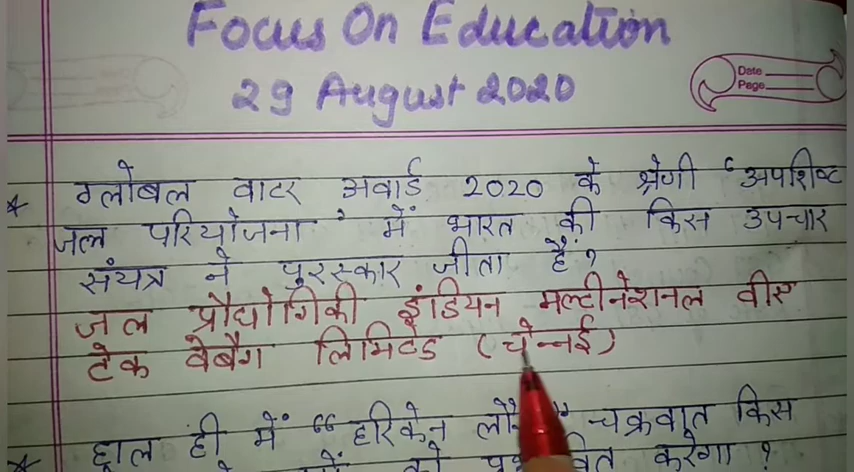 Focus On Education
29 August 2020
Date
Page
* ग्लोबल वाटर अवार्ड 2020 के श्रेणी ‘अपशिष्ट
जल परियोजना’ में भारत की किस उपचार
संयत्र ने पुरस्कार जीता है?
जल प्रौद्योगिकी इंडियन मल्टीनेशनल वीए
टेक वेबैग लिमिटेड (चेन्नई)
* हाल ही में “हरिकेन चक्रवात किस
करेगा?